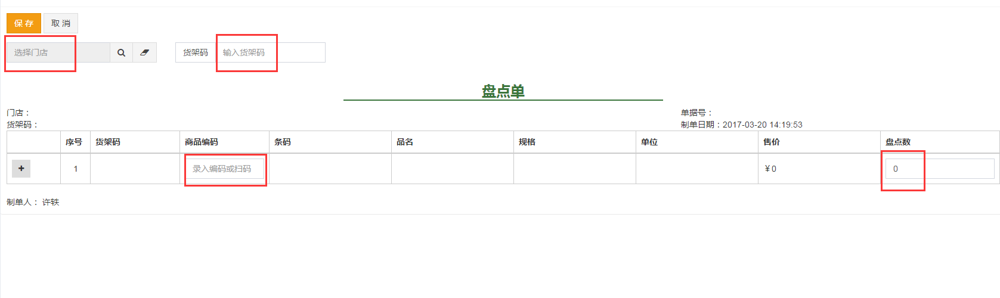 保 存 取 消
选择门店 货架码 输入货架码
盘点单
门店： 单据号：
货架码： 制单日期：2017-03-20 14:19:53
序号 货架码 商品编码 条码 品名 规格 单位 售价 盘点数
1 录入编码或扫码 ¥ 0 0
制单人： 许轶